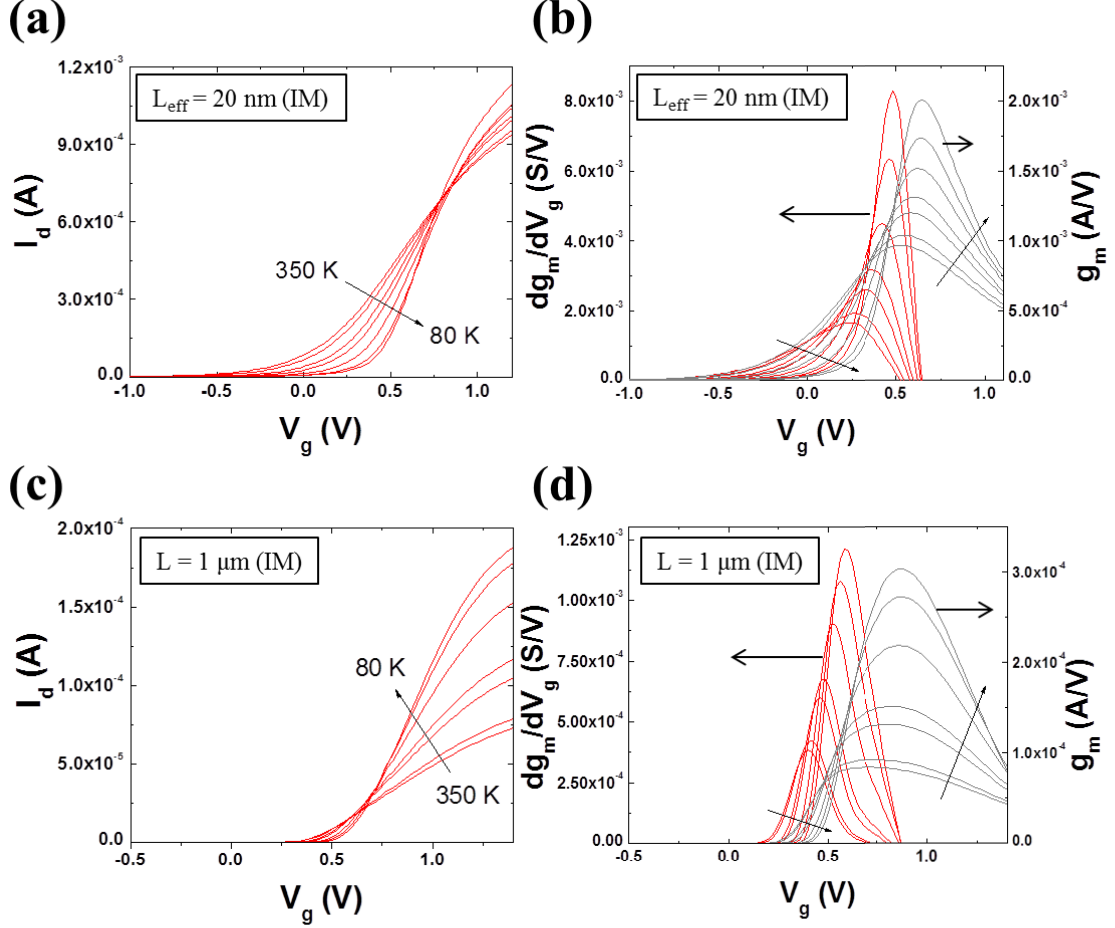 (a)
1.2x10⁻³
9.0x10⁻⁴
6.0x10⁻⁴
3.0x10⁻⁴
0.0
I_d (A)
L_eff = 20 nm (IM)
350 K
80 K
-1.0
-0.5
0.0
0.5
1.0
V_g (V)
(b)
8.0x10⁻³
6.0x10⁻³
4.0x10⁻³
2.0x10⁻³
0.0
dg_m/dV_g (S/V)
L_eff = 20 nm (IM)
2.0x10⁻³
1.5x10⁻³
1.0x10⁻³
5.0x10⁻⁴
0.0
g_m (A/V)
-1.0
-0.5
0.0
0.5
1.0
V_g (V)
(c)
2.0x10⁻⁴
1.5x10⁻⁴
1.0x10⁻⁴
5.0x10⁻⁵
0.0
I_d (A)
L = 1 μm (IM)
80 K
350 K
-0.5
0.0
0.5
1.0
V_g (V)
(d)
1.25x10⁻³
1.00x10⁻³
7.50x10⁻⁴
5.00x10⁻⁴
2.50x10⁻⁴
0.00
dg_m/dV_g (S/V)
L = 1 μm (IM)
3.0x10⁻⁴
2.0x10⁻⁴
1.0x10⁻⁴
0.0
g_m (A/V)
-0.5
0.0
0.5
1.0
V_g (V)